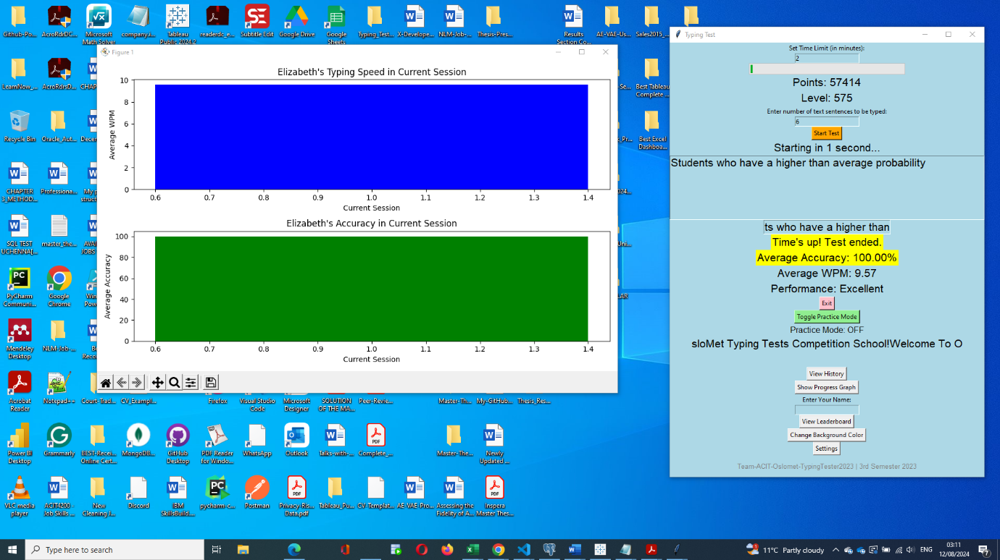 Github-Po...
AcroRdrDC...
Microsoft
Math Solver
company.i...
Tableau
Public 2024.2
readerdc_e...
Subtitle Edit
Google Drive
Google
Sheets
Typing_Test...
X-Develope...
NLM-Job-...
Thesis-Pres...
Results
Section Co...
AE-VAE-Us...
Sales2015_...
LearnNow_...
AcroRdrsD...
CHAP
Se...
Best Tableau
Complete ...
Recycle Bin
Oracle_Aut...
Decem
_Pr...
Best Excel
Dashboa...
CHAPTER
3_METHOD...
Professiona...
My p
struct
024...
SQL TEST
UCHENNA[...
master_the...
AVAI
JOBS
Uni...
PyCharm
Communi...
Google
Chrome
Win
Pow
LAR
Mendeley
Desktop
NLM-Job-...
Be
Recor
Acrobat
Reader
Notepad++
Court-Trad...
CV Exampl...
Firefox
Visual Studio
Code
Microsoft
Designer
SOLUTION
OF THE MA...
Peer-Revie...
Master-Th...
My-GitHub...
Thesis_Res...
Power BI
Desktop
Grammarly
BEST-Recei...
Online Cert...
MongoDB...
GitHub
Desktop
PDF Reader
for Windo...
WhatsApp
Outlook
Talks-with-...
Complete_...
Master-The...
Newly
Updated ...
VLC media
player
ACIT4200 -
Job Skills ...
New
Cleaning J...
Discord
IBM
SkillsBuild...
pycharm-c...
Postman
Privacy-Ris...
Data.pdf
Tableau_Pu...
CV-Templat...
AE-VAE-Pro...
Assessing the
Fidelity of A...
Inspera
Master Thes...
Figure 1
Elizabeth's Typing Speed in Current Session
Average WPM
10
8
6
4
2
0
0.6 0.7 0.8 0.9 1.0 1.1 1.2 1.3 1.4
Current Session
Elizabeth's Accuracy in Current Session
Average Accuracy
100
80
60
40
20
0
0.6 0.7 0.8 0.9 1.0 1.1 1.2 1.3 1.4
Current Session
Typing Test
Set Time Limit (in minutes):
2
Points: 57414
Level: 575
Enter number of text sentences to be typed:
6
Start Test
Starting in 1 second...
Students who have a higher than average probability
ts who have a higher than
Time's up! Test ended.
Average Accuracy: 100.00%
Average WPM: 9.57
Performance: Excellent
Exit
Toggle Practice Mode
Practice Mode: OFF
sloMet Typing Tests Competition School!Welcome To O
View History
Show Progress Graph
Enter Your Name:
View Leaderboard
Change Background Color
Settings
Team-ACIT-Oslomet-TypingTester2023 | 3rd Semester 2023
Type here to search
11°C Partly cloudy
ENG
03:11
12/08/2024